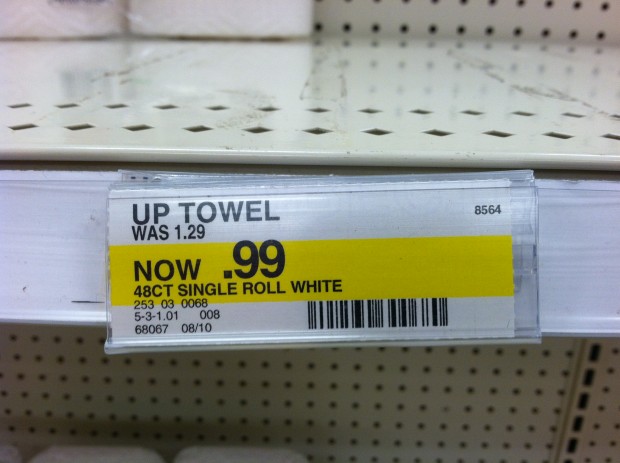 UP TOWEL 8564
WAS 1.29
NOW .99
48CT SINGLE ROLL WHITE
253 03 0068
5-3-1.01 008
68067 08/10